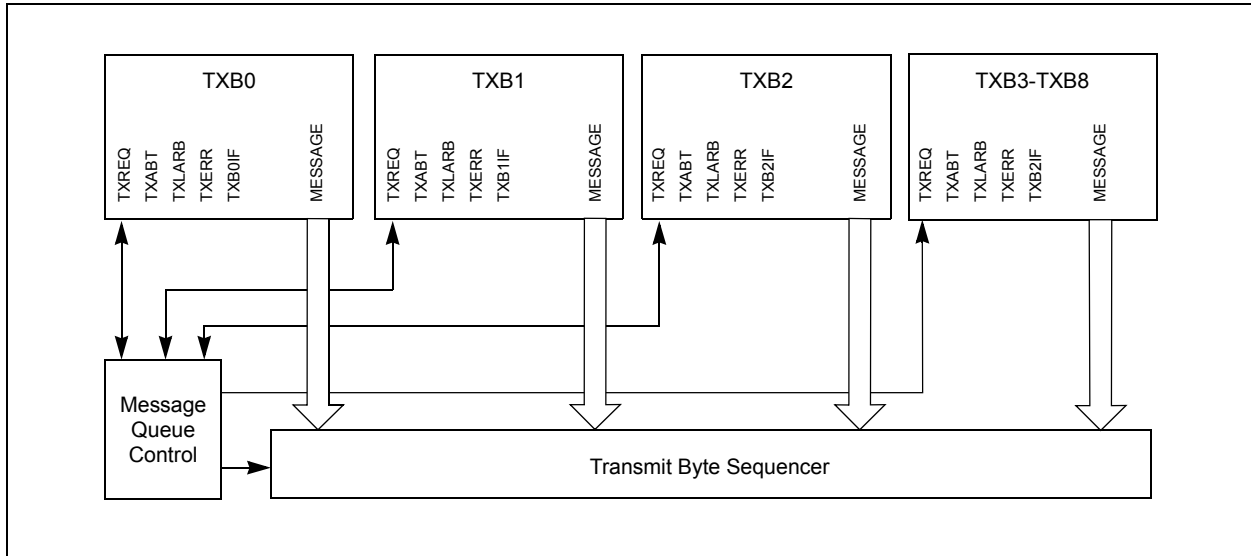 TXB0
TXREQ
TXABT
TXLARB
TXERR
TXB0IF
MESSAGE
TXB1
TXREQ
TXABT
TXLARB
TXERR
TXB1IF
MESSAGE
TXB2
TXREQ
TXABT
TXLARB
TXERR
TXB2IF
MESSAGE
TXB3-TXB8
TXREQ
TXABT
TXLARB
TXERR
TXB2IF
MESSAGE
Message
Queue
Control
Transmit Byte Sequencer